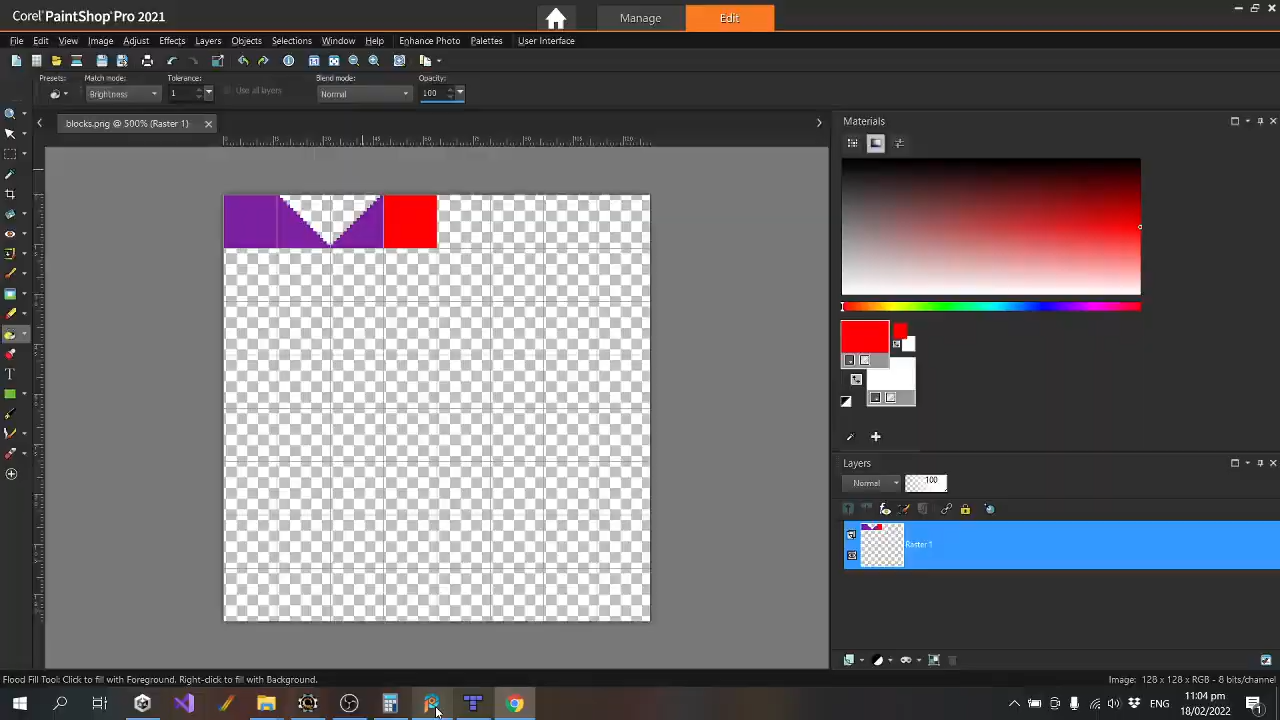 Corel PaintShop Pro 2021
Manage
Edit
File Edit View Image Adjust Effects Layers Objects Selections Window Help Enhance Photo Palettes User Interface
Presets: Match mode: Tolerance: Blend mode: Opacity:
Brightness 1 Use all layers Normal 100
blocks.png @ 500% (Raster 1)
Materials
Layers
Normal 100
Raster 1
Flood Fill Tool: Click to Fill with Foreground. Right-Click to Fill with Background.
Image: 128 x 128 x RGB - 8 bits/channel
ENG
11:04 pm
18/02/2022